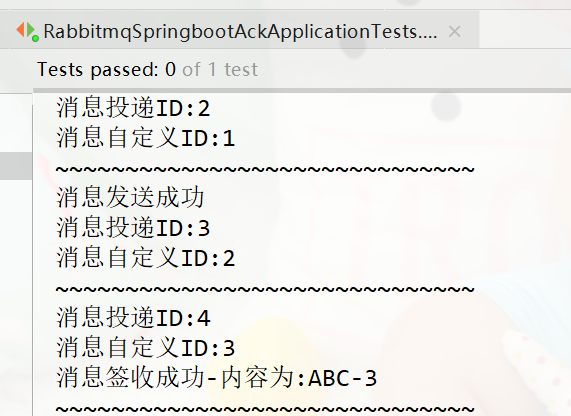 RabbitmqSpringbootAckApplicationTests....
Tests passed: 0 of 1 test
消息投递ID:2
消息自定义ID:1
~~~~~~~~~~~~~~~~~~~~~~~~~~~~~~
消息发送成功
消息投递ID:3
消息自定义ID:2
~~~~~~~~~~~~~~~~~~~~~~~~~~~~~~
消息投递ID:4
消息自定义ID:3
消息签收成功-内容为:ABC-3
~~~~~~~~~~~~~~~~~~~~~~~~~~~~~~